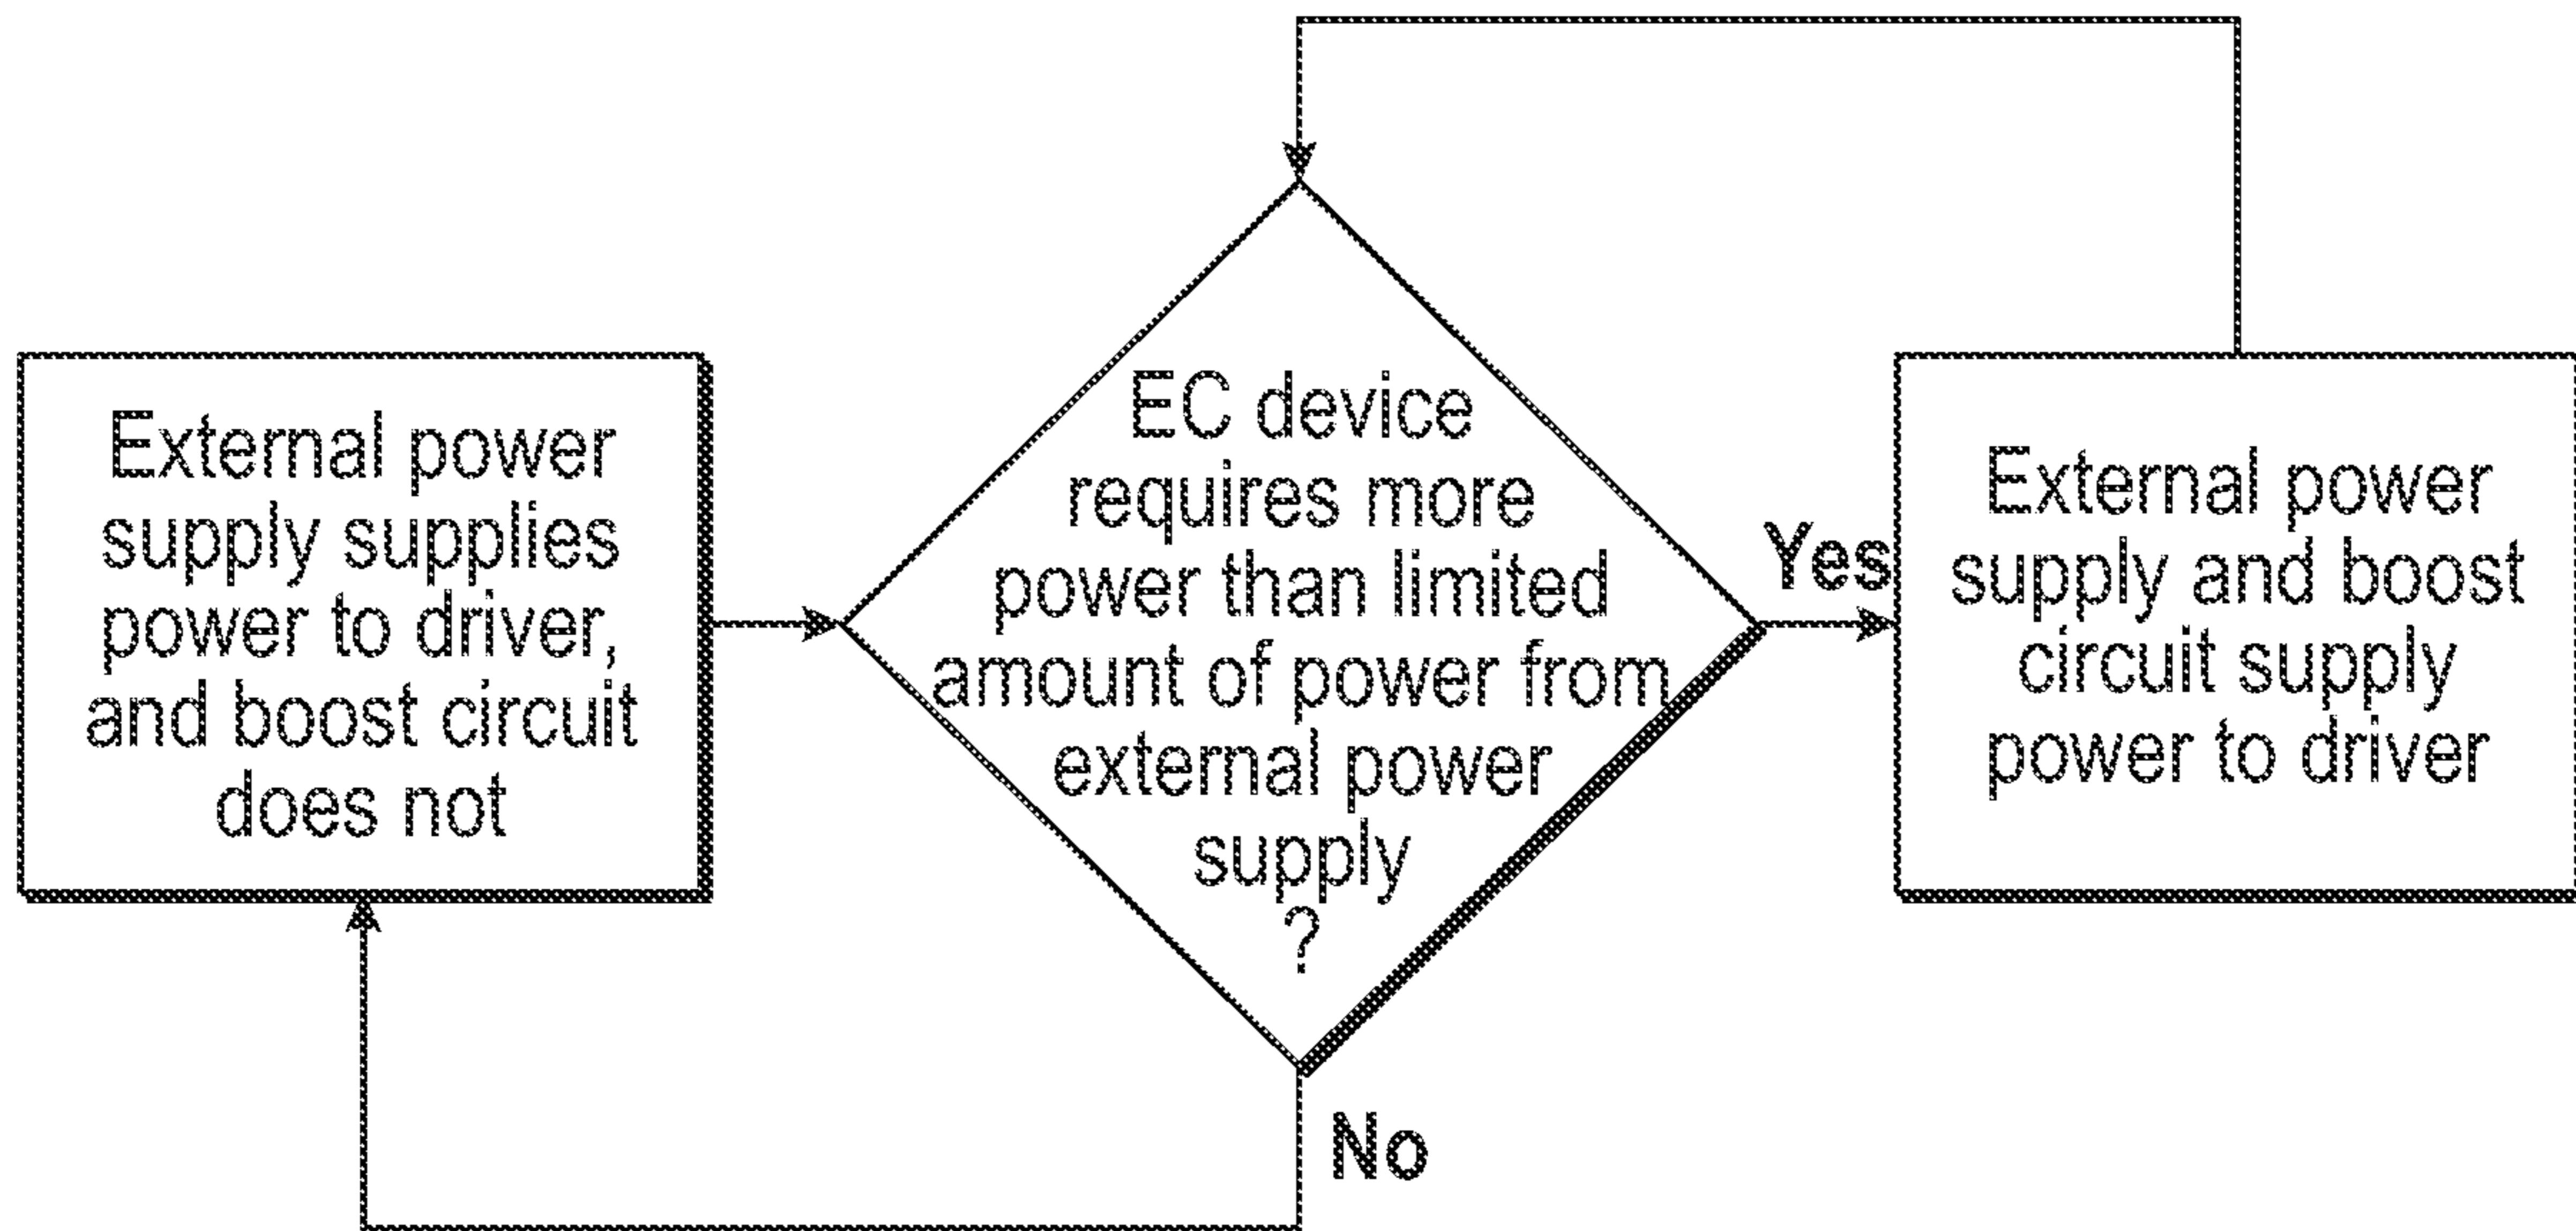 External power
supply supplies
power to driver,
and boost circuit
does not
EC device
requires more
power than limited
amount of power from
external power
supply
?
Yes
External power
supply and boost
circuit supply
power to driver
No